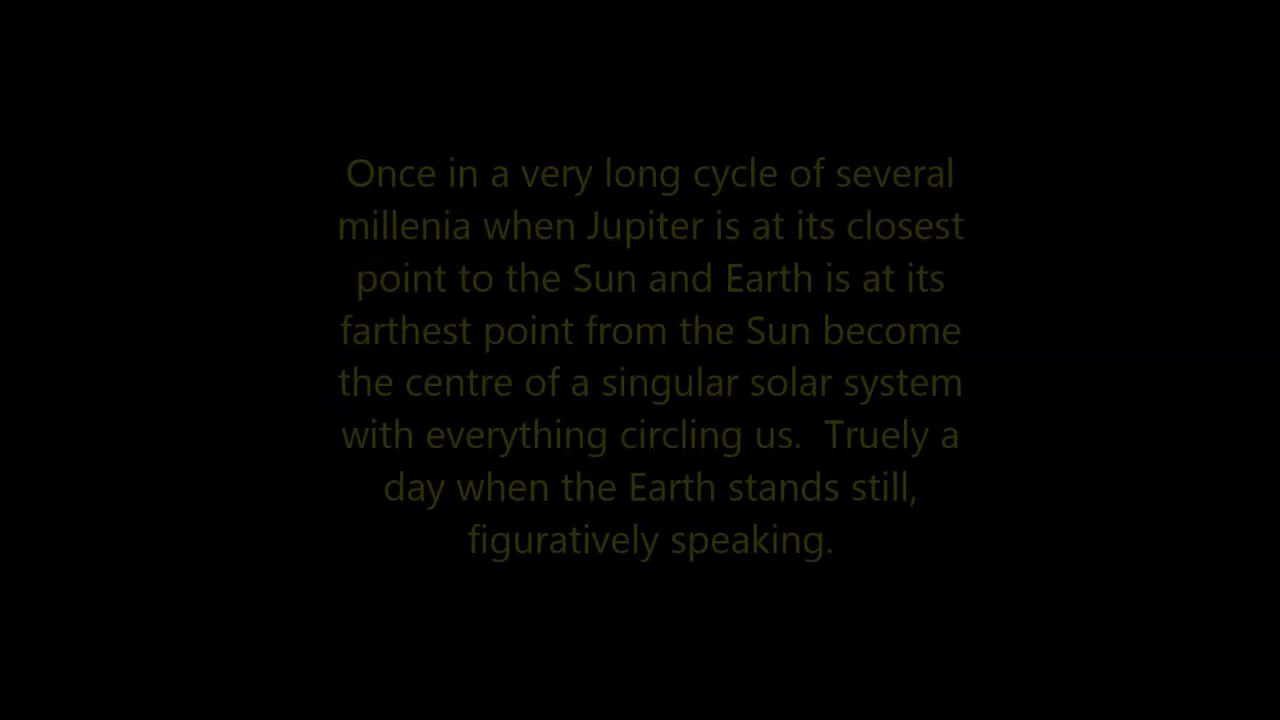 Once in a very long cycle of several
millenia when Jupiter is at its closest
point to the Sun and Earth is at its
farthest point from the Sun become
the centre of a singular solar system
with everything circling us.  Truely a
day when the Earth stands still,
figuratively speaking.